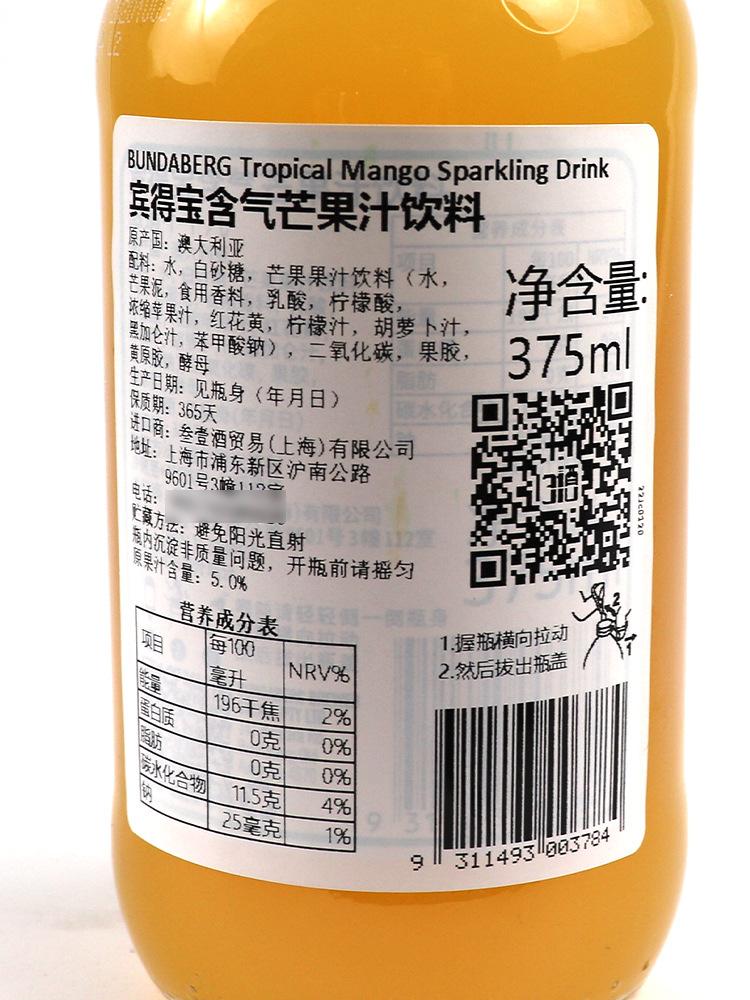 BUNDABERG Tropical Mango Sparkling Drink
宾得宝含气芒果汁饮料
原产国：澳大利亚
配料：水，白砂糖，芒果果汁饮料（水，
芒果泥，食用香料，乳酸，柠檬酸，
浓缩苹果汁，红花黄，柠檬汁，胡萝卜汁，
黑加仑汁，苯甲酸钠），二氧化碳，果胶，
黄原胶，酵母
生产日期：见瓶身（年月日）
保质期：365天
进口商：叁壹酒贸易(上海)有限公司
地址：上海市浦东新区沪南公路
9601号3幢112室
电话：
贮藏方法：避免阳光直射
瓶内沉淀非质量问题，开瓶前请摇匀
原果汁含量：5.0%
净含量:
375ml
22JC0120
营养成分表
项目 每100毫升 NRV%
能量 196千焦 2%
蛋白质 0克 0%
脂肪 0克 0%
碳水化合物 11.5克 4%
钠 25毫克 1%
1.握瓶横向拉动
2.然后拔出瓶盖
2
1
9 311493 003784